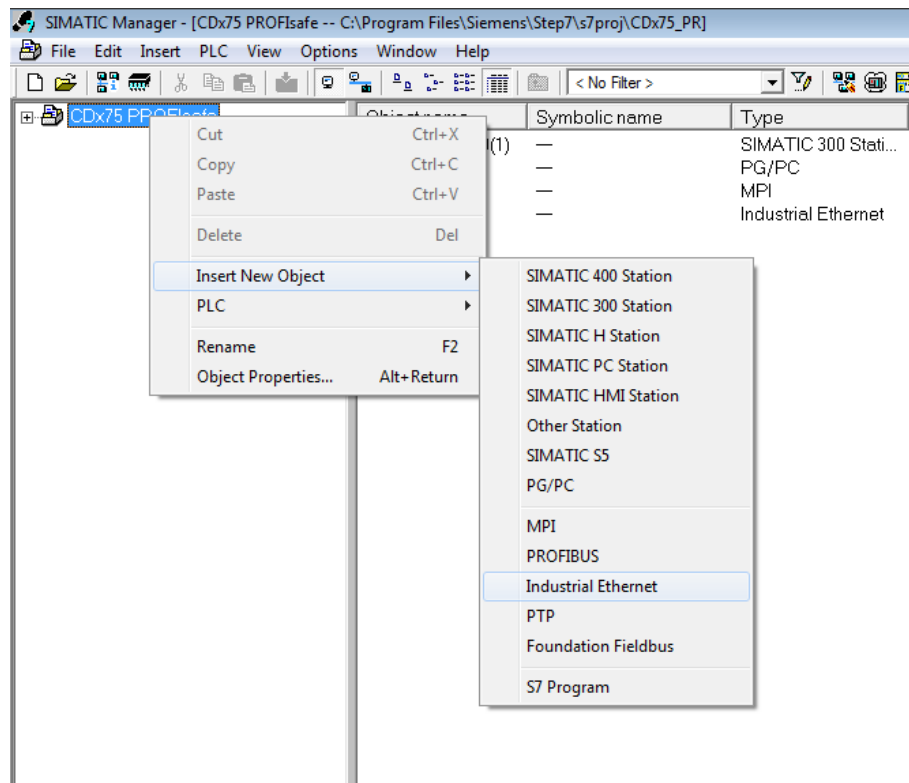 SIMATIC Manager - [CDx75 PROFIsafe -- C:\Program Files\Siemens\Step7\s7proj\CDx75_PR]
File Edit Insert PLC View Options Window Help
< No Filter >
CDx75 PROFIsafe
Object name Symbolic name Type
(1) — SIMATIC 300 Stati...
— PG/PC
— MPI
— Industrial Ethernet
Cut Ctrl+X
Copy Ctrl+C
Paste Ctrl+V
Delete Del
Insert New Object
PLC
Rename F2
Object Properties... Alt+Return
SIMATIC 400 Station
SIMATIC 300 Station
SIMATIC H Station
SIMATIC PC Station
SIMATIC HMI Station
Other Station
SIMATIC S5
PG/PC
MPI
PROFIBUS
Industrial Ethernet
PTP
Foundation Fieldbus
S7 Program